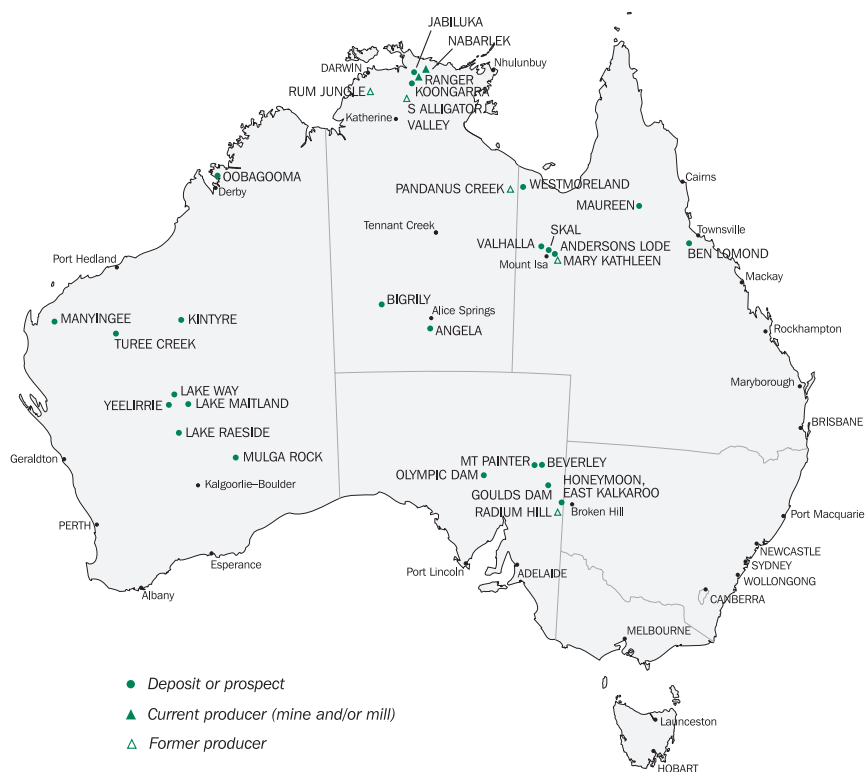 JABILUKA
NABARLEK
DARWIN
Nhulunbuy
RUM JUNGLE
RANGER
KOONGARRA
S ALLIGATOR
VALLEY
Katherine
OOBAGOOMA
Derby
PANDANUS CREEK
WESTMORELAND
Cairns
MAUREEN
Tennant Creek
SKAL
Townsville
VALHALLA
ANDERSONS LODE
BEN LOMOND
Mount Isa
MARY KATHLEEN
Port Hedland
Mackay
BIGRILY
Alice Springs
MANYINGEE
KINTYRE
ANGELA
Rockhampton
TUREE CREEK
Maryborough
LAKE WAY
YEELIRRIE
LAKE MAITLAND
BRISBANE
LAKE RAESIDE
Geraldton
MULGA ROCK
MT PAINTER
BEVERLEY
OLYMPIC DAM
HONEYMOON,
EAST KALKAROO
Kalgoorlie–Boulder
GOULDS DAM
RADIUM HILL
Broken Hill
Port Macquarie
PERTH
NEWCASTLE
Esperance
SYDNEY
Port Lincoln
ADELAIDE
WOLLONGONG
Albany
CANBERRA
MELBOURNE
Deposit or prospect
Current producer (mine and/or mill)
Launceston
Former producer
HOBART